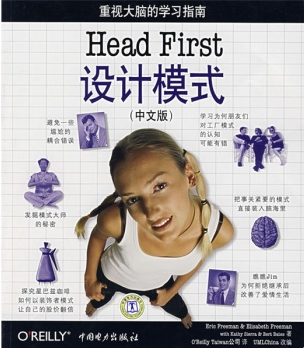 重视大脑的学习指南
Head First
设计模式
(中文版)
避免一些
尴尬的
耦合错误
学习为何朋友们
对工厂模式
的认知
可能有错
发掘模式大师
的秘密
把事关紧要的模式
直接装入脑海里
探究星巴兹咖啡
如何以装饰者模式
让自己的股价翻倍
瞧瞧Jim
为何拒绝继承后
改善了爱情生活
Eric Freeman & Elisabeth Freeman
with Kathy Sierra & Bert Bates 著
O'Reilly Taiwan公司 译 UMLChina 改编
O'REILLY®
中国电力出版社